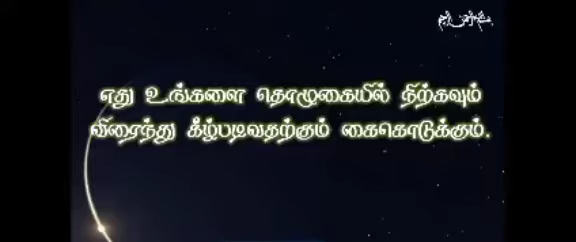 எது உங்களை தொழுகையில் நிற்கவும்
விரைந்து கீழ்படிவதற்கும் கைகொடுக்கும்.